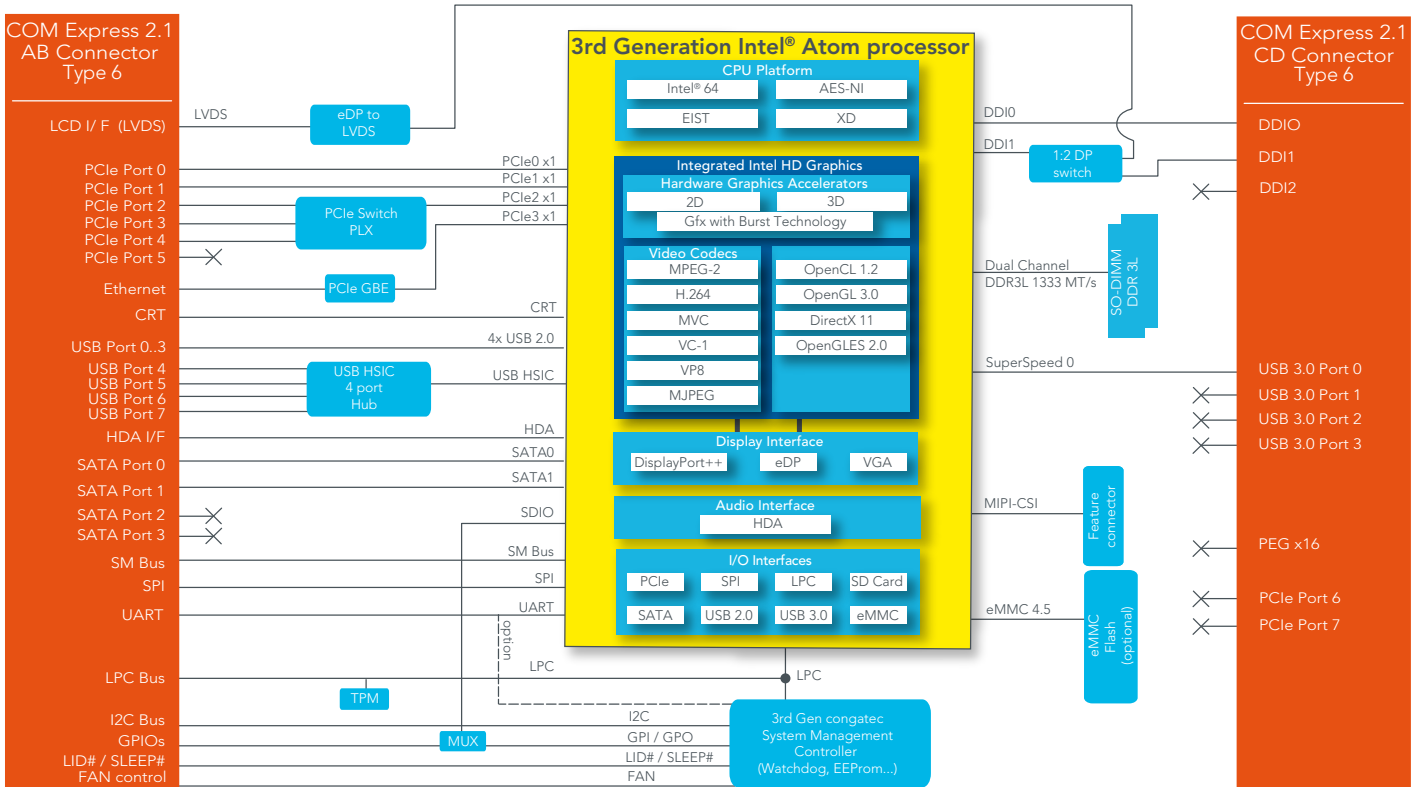 COM Express 2.1
AB Connector
Type 6
LCD I/ F (LVDS)
PCIe Port 0
PCIe Port 1
PCIe Port 2
PCIe Port 3
PCIe Port 4
PCIe Port 5
Ethernet
CRT
USB Port 0..3
USB Port 4
USB Port 5
USB Port 6
USB Port 7
HDA I/F
SATA Port 0
SATA Port 1
SATA Port 2
SATA Port 3
SM Bus
SPI
UART
LPC Bus
I2C Bus
GPIOs
LID# / SLEEP#
FAN control
LVDS
eDP to
LVDS
PCIe Switch
PLX
PCIe GBE
USB HSIC
4 port
Hub
TPM
MUX
PCIe0 x1
PCIe1 x1
PCIe2 x1
PCIe3 x1
CRT
4x USB 2.0
USB HSIC
HDA
SATA0
SATA1
SDIO
SM Bus
SPI
UART
option
LPC
I2C
GPI / GPO
LID# / SLEEP#
FAN
3rd Generation Intel® Atom processor
CPU Platform
Intel® 64
AES-NI
EIST
XD
Integrated Intel HD Graphics
Hardware Graphics Accelerators
2D
3D
Gfx with Burst Technology
Video Codecs
MPEG-2
H.264
MVC
VC-1
VP8
MJPEG
OpenCL 1.2
OpenGL 3.0
DirectX 11
OpenGLES 2.0
Display Interface
DisplayPort++
eDP
VGA
Audio Interface
HDA
I/O Interfaces
PCIe
SPI
LPC
SD Card
SATA
USB 2.0
USB 3.0
eMMC
LPC
3rd Gen congatec
System Management
Controller
(Watchdog, EEProm...)
DDI0
DDI1
1:2 DP
switch
Dual Channel
DDR3L 1333 MT/s
SO-DIMM
DDR 3L
SuperSpeed 0
MIPI-CSI
Feature
connector
eMMC 4.5
eMMC
Flash
(optional)
COM Express 2.1
CD Connector
Type 6
DDIO
DDI1
DDI2
USB 3.0 Port 0
USB 3.0 Port 1
USB 3.0 Port 2
USB 3.0 Port 3
PEG x16
PCIe Port 6
PCIe Port 7